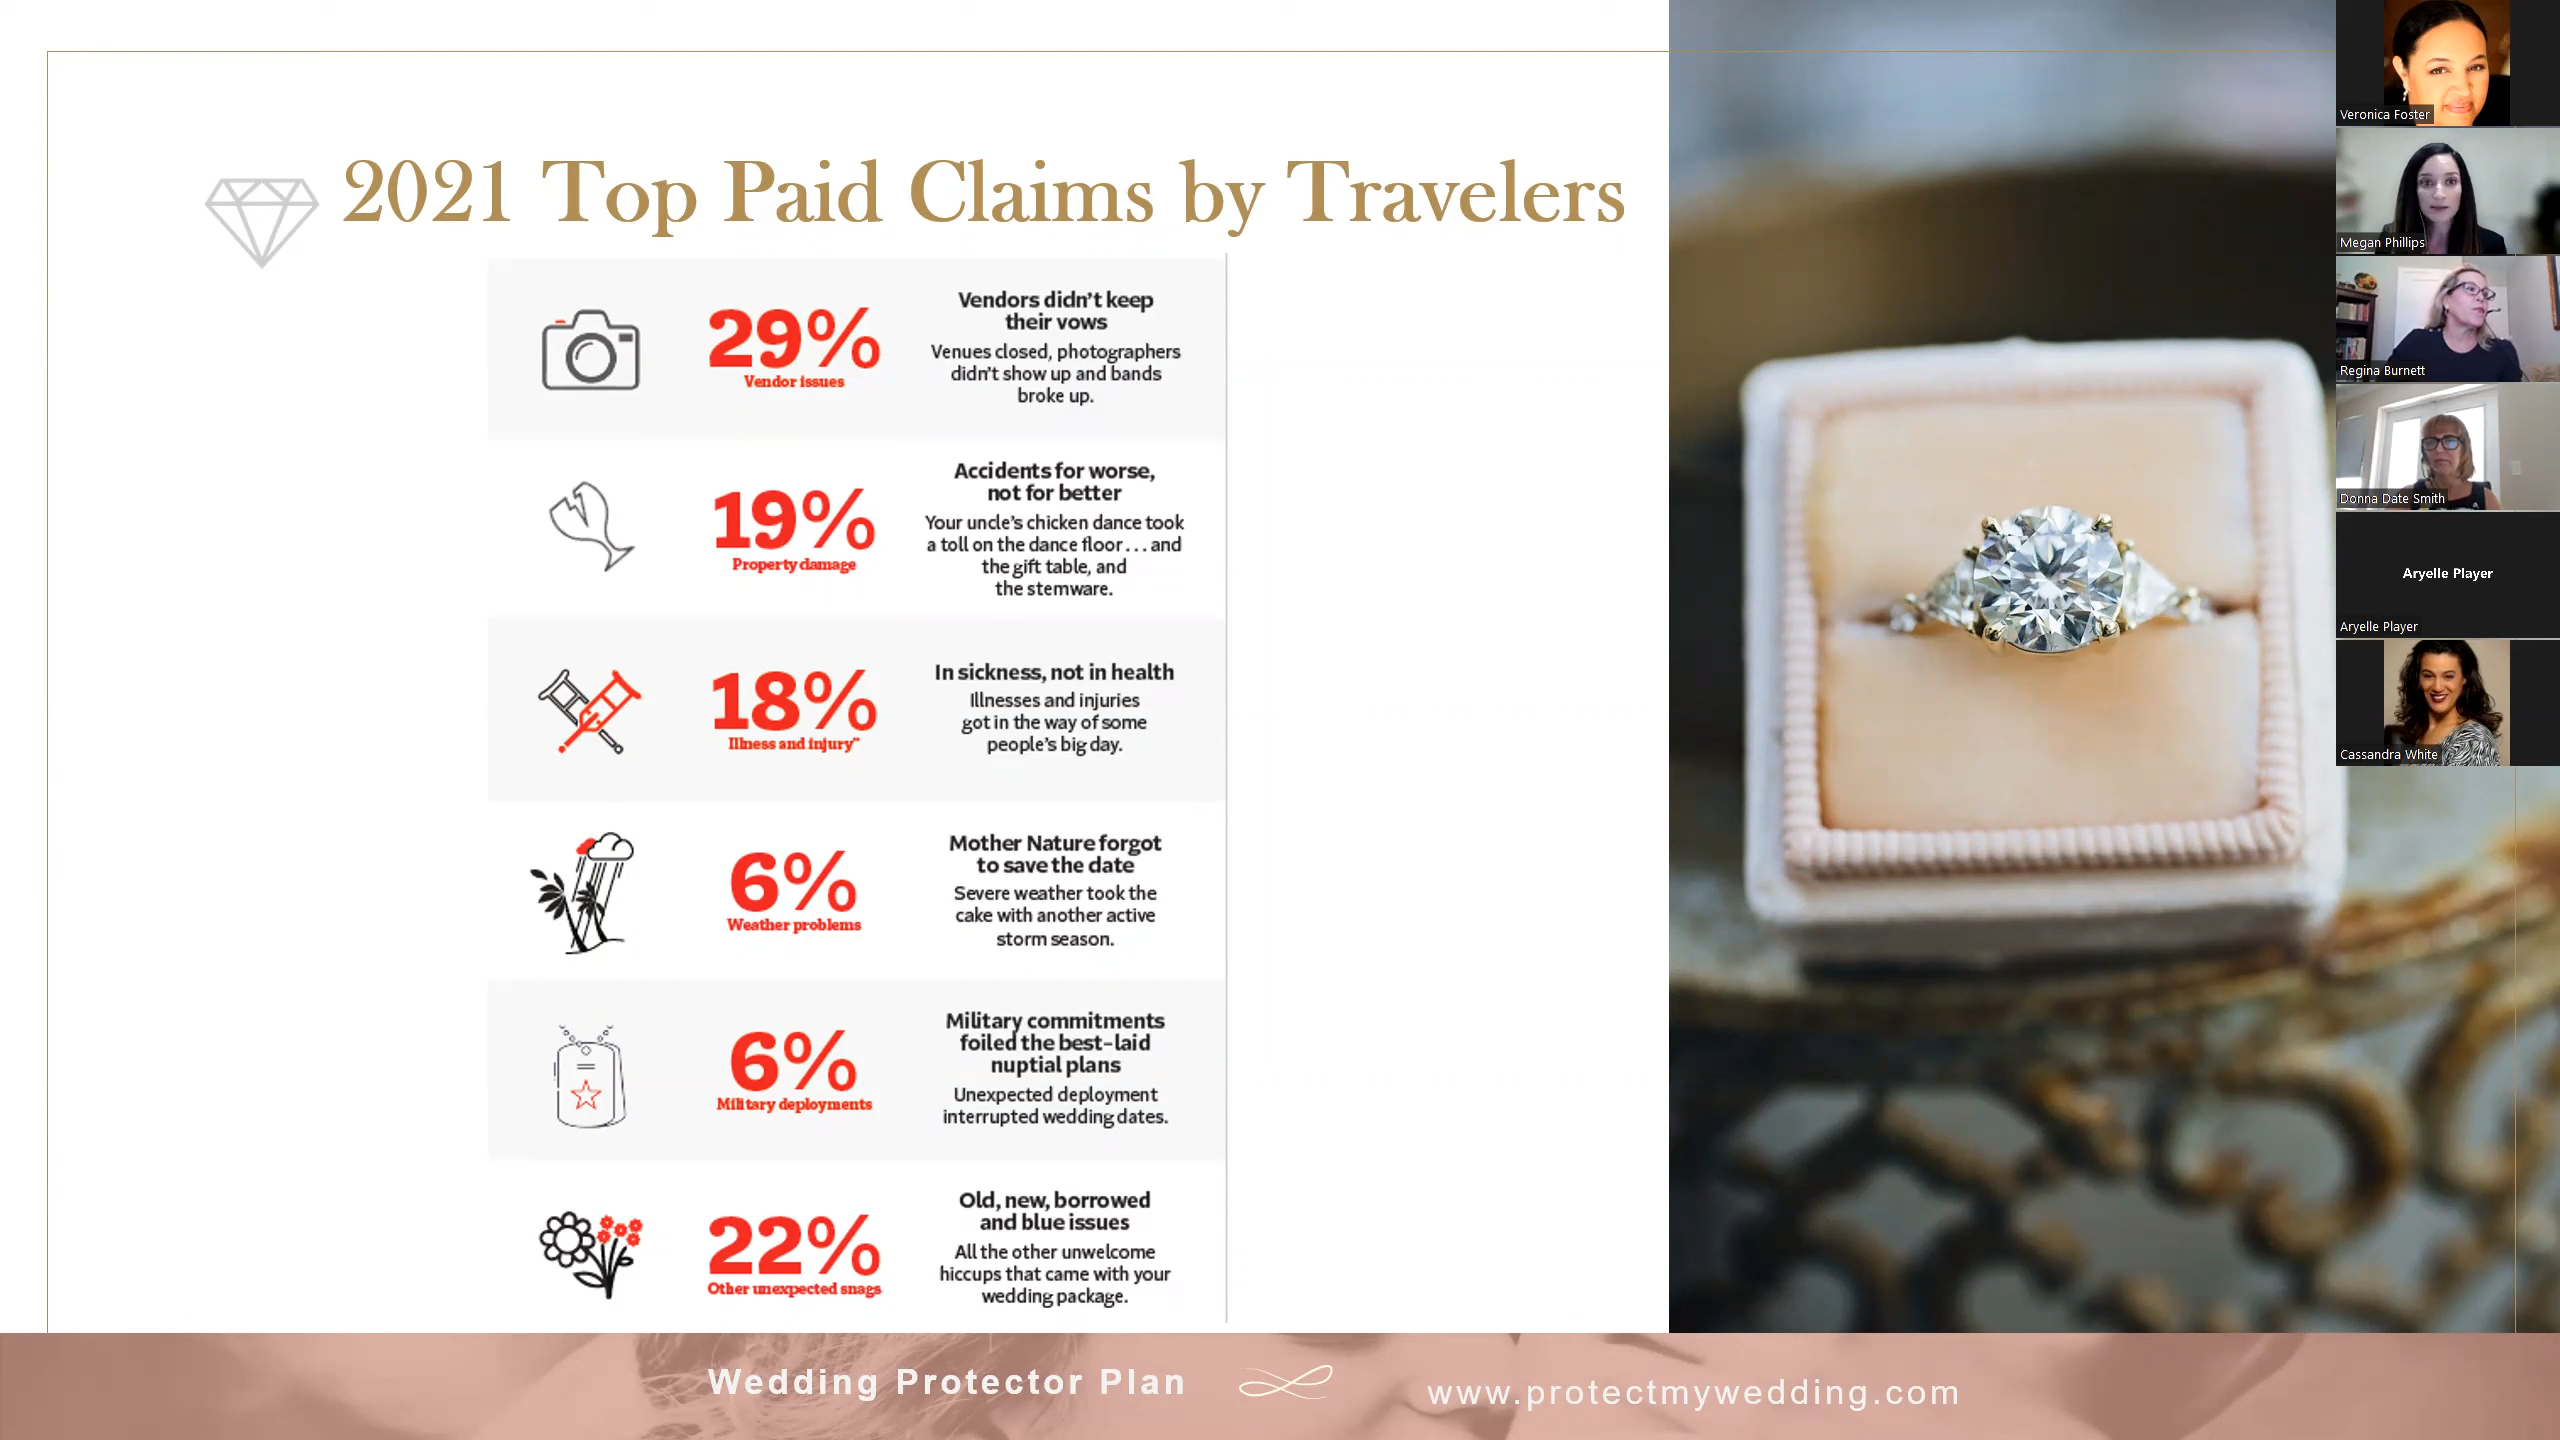 2021 Top Paid Claims by Travelers
29%
Vendor issues
Vendors didn't keep
their vows
Venues closed, photographers
didn't show up and bands
broke up.
19%
Property damage
Accidents for worse,
not for better
Your uncle's chicken dance took
a toll on the dance floor...and
the gift table, and
the stemware.
18%
Illness and injury"
In sickness, not in health
Illnesses and injuries
got in the way of some
people's big day.
6%
Weather problems
Mother Nature forgot
to save the date
Severe weather took the
cake with another active
storm season.
6%
Military deployments
Military commitments
foiled the best-laid
nuptial plans
Unexpected deployment
interrupted wedding dates.
22%
Other unexpected snags
Old, new, borrowed
and blue issues
All the other unwelcome
hiccups that came with your
wedding package.
Wedding Protector Plan
www.protectmywedding.com
Veronica Foster
Megan Phillips
Regina Burnett
Donna Date Smith
Aryelle Player
Aryelle Player
Cassandra White